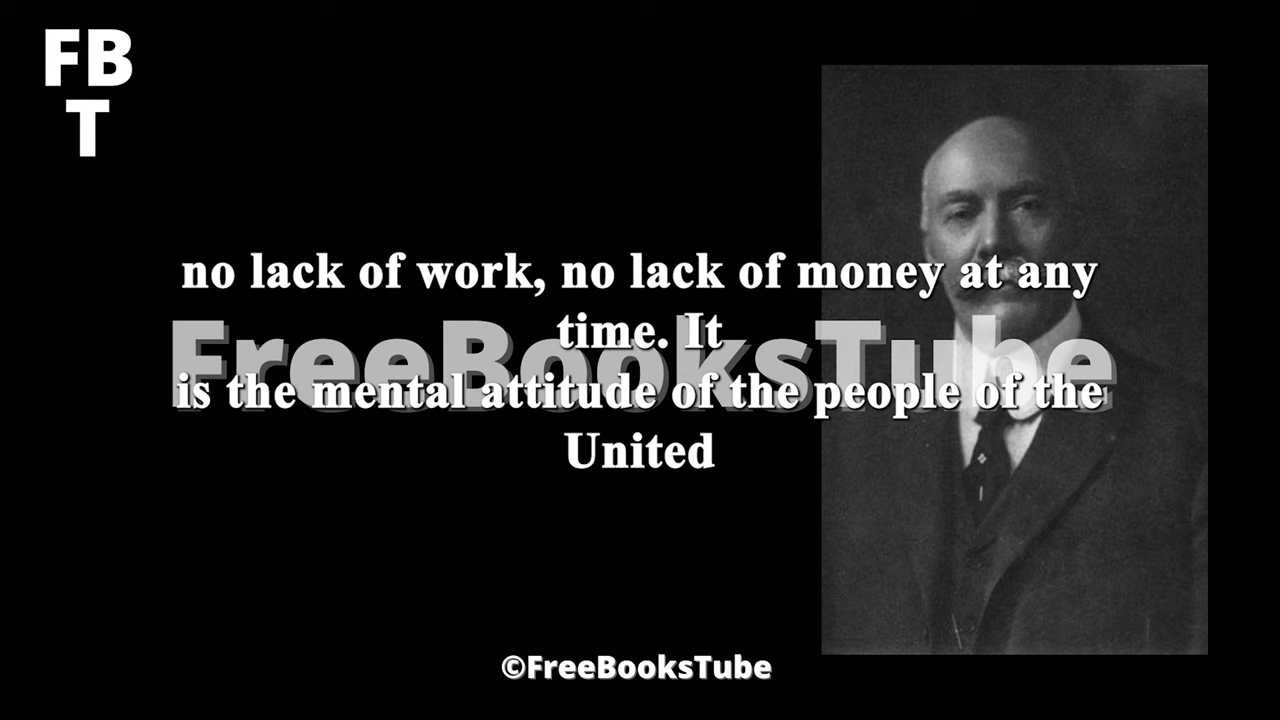 FB
T
no lack of work, no lack of money at any
time. It
FreeBooksTube
is the mental attitude of the people of the
United
©FreeBooksTube